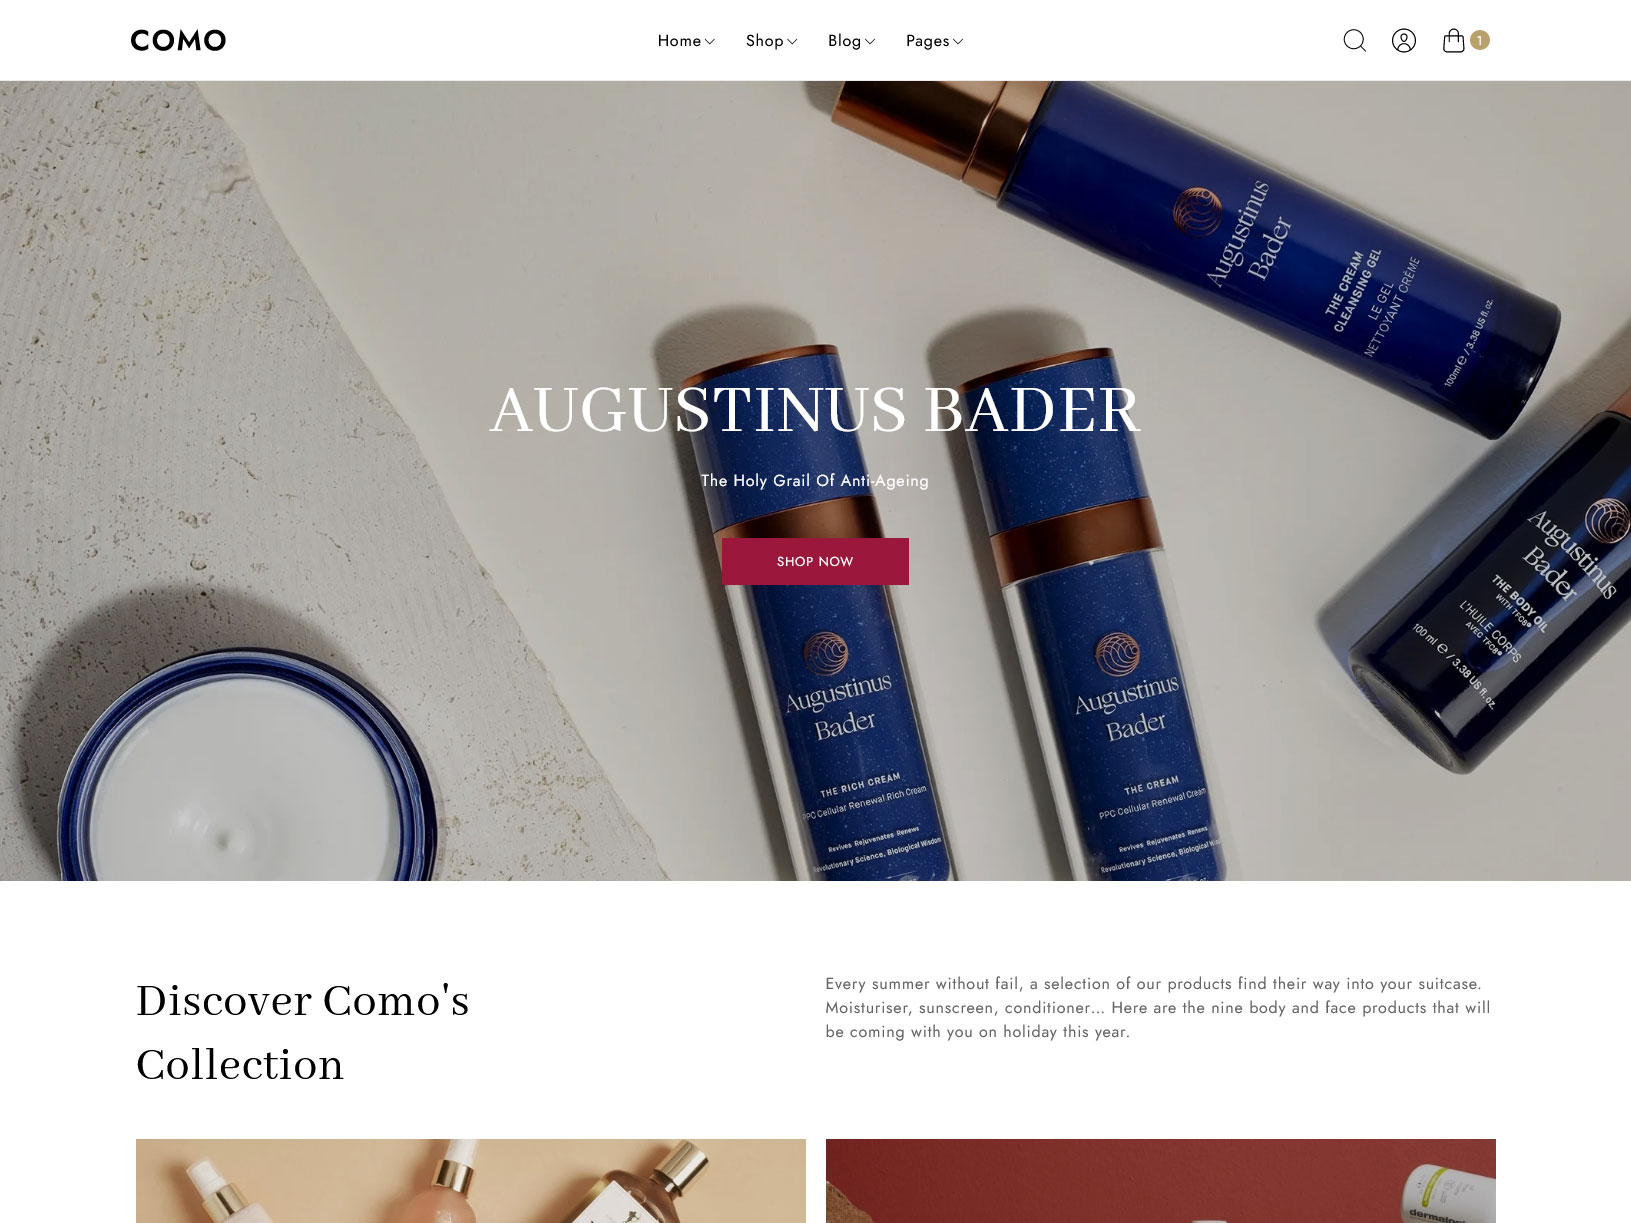 COMO
Home
Shop
Blog
Pages
1
Augustinus
Bader
THE CREAM
CLEANSING GEL
LE GEL
NETTOYANT CRÈME
100ml e / 3.38 US fl.oz.
AUGUSTINUS BADER
The Holy Grail Of Anti-Ageing
SHOP NOW
Augustinus
Bader
THE BODY OIL
WITH TFC8®
L'HUILE CORPS
AVEC TFC8®
100 ml e / 3.38 US fl. oz.
Augustinus
Bader
THE RICH CREAM
PPC Cellular Renewal Rich Cream
Revives Rejuvenates Renews
Revolutionary Science, Biological Wisdom
Augustinus
Bader
THE CREAM
PPC Cellular Renewal Cream
Revives Rejuvenates Renews
Revolutionary Science, Biological
Discover Como's
Collection
Every summer without fail, a selection of our products find their way into your suitcase.
Moisturiser, sunscreen, conditioner... Here are the nine body and face products that will
be coming with you on holiday this year.